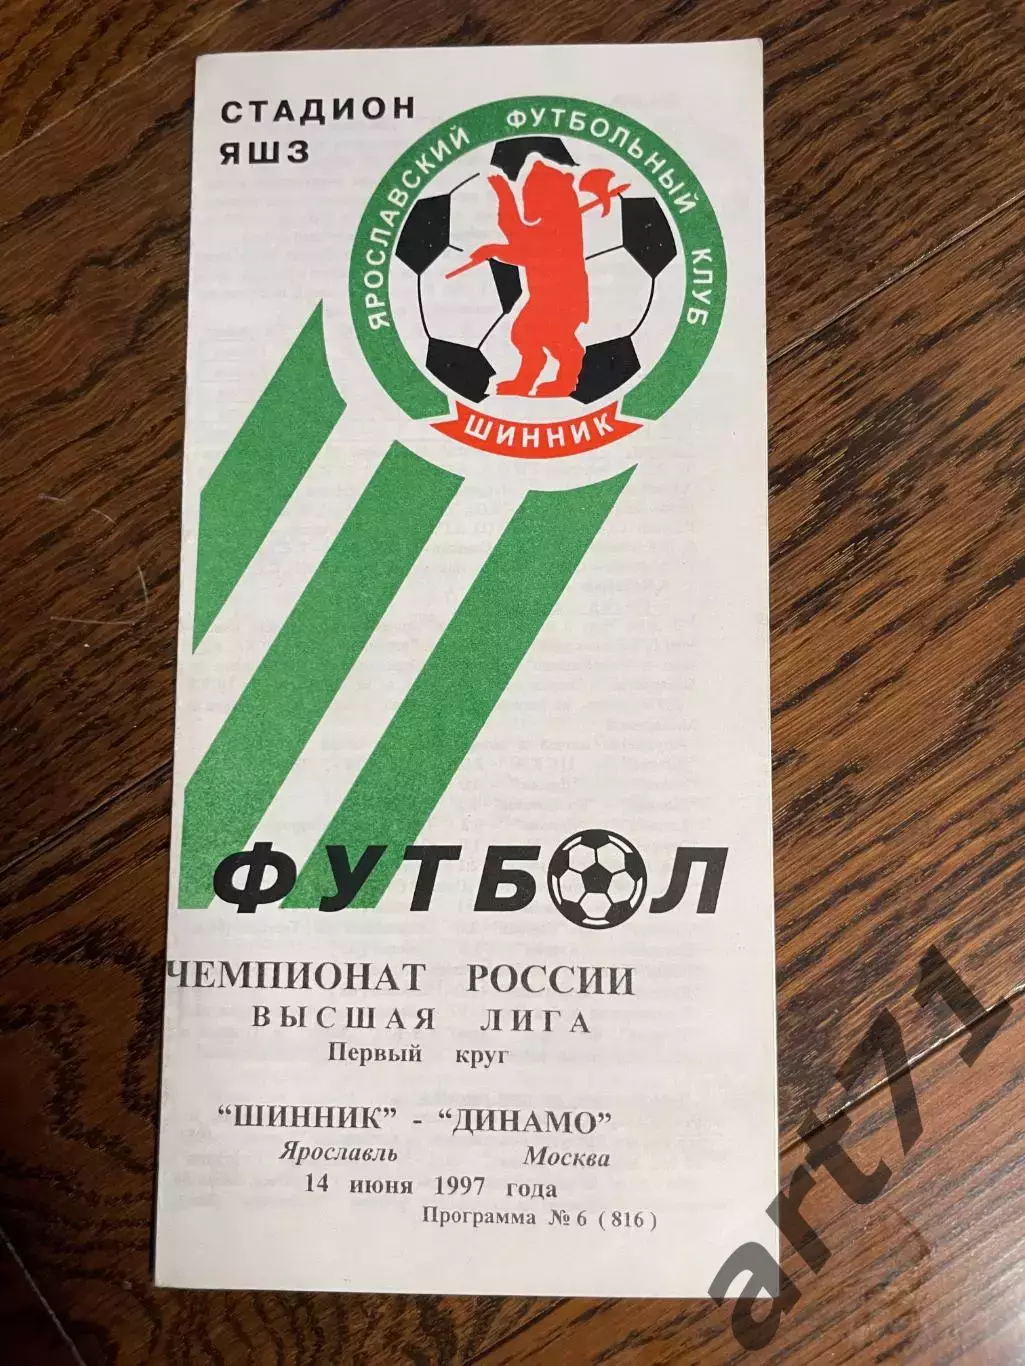 СТАДИОН
ЯШЗ
ЯРОСЛАВСКИЙ ФУТБОЛЬНЫЙ КЛУБ
ШИННИК
ФУТБОЛ
ЧЕМПИОНАТ РОССИИ
ВЫСШАЯ ЛИГА
Первый круг
“ШИННИК” - “ДИНАМО”
Ярославль Москва
14 июня 1997 года
Программа № 6 ( 816 )
art71